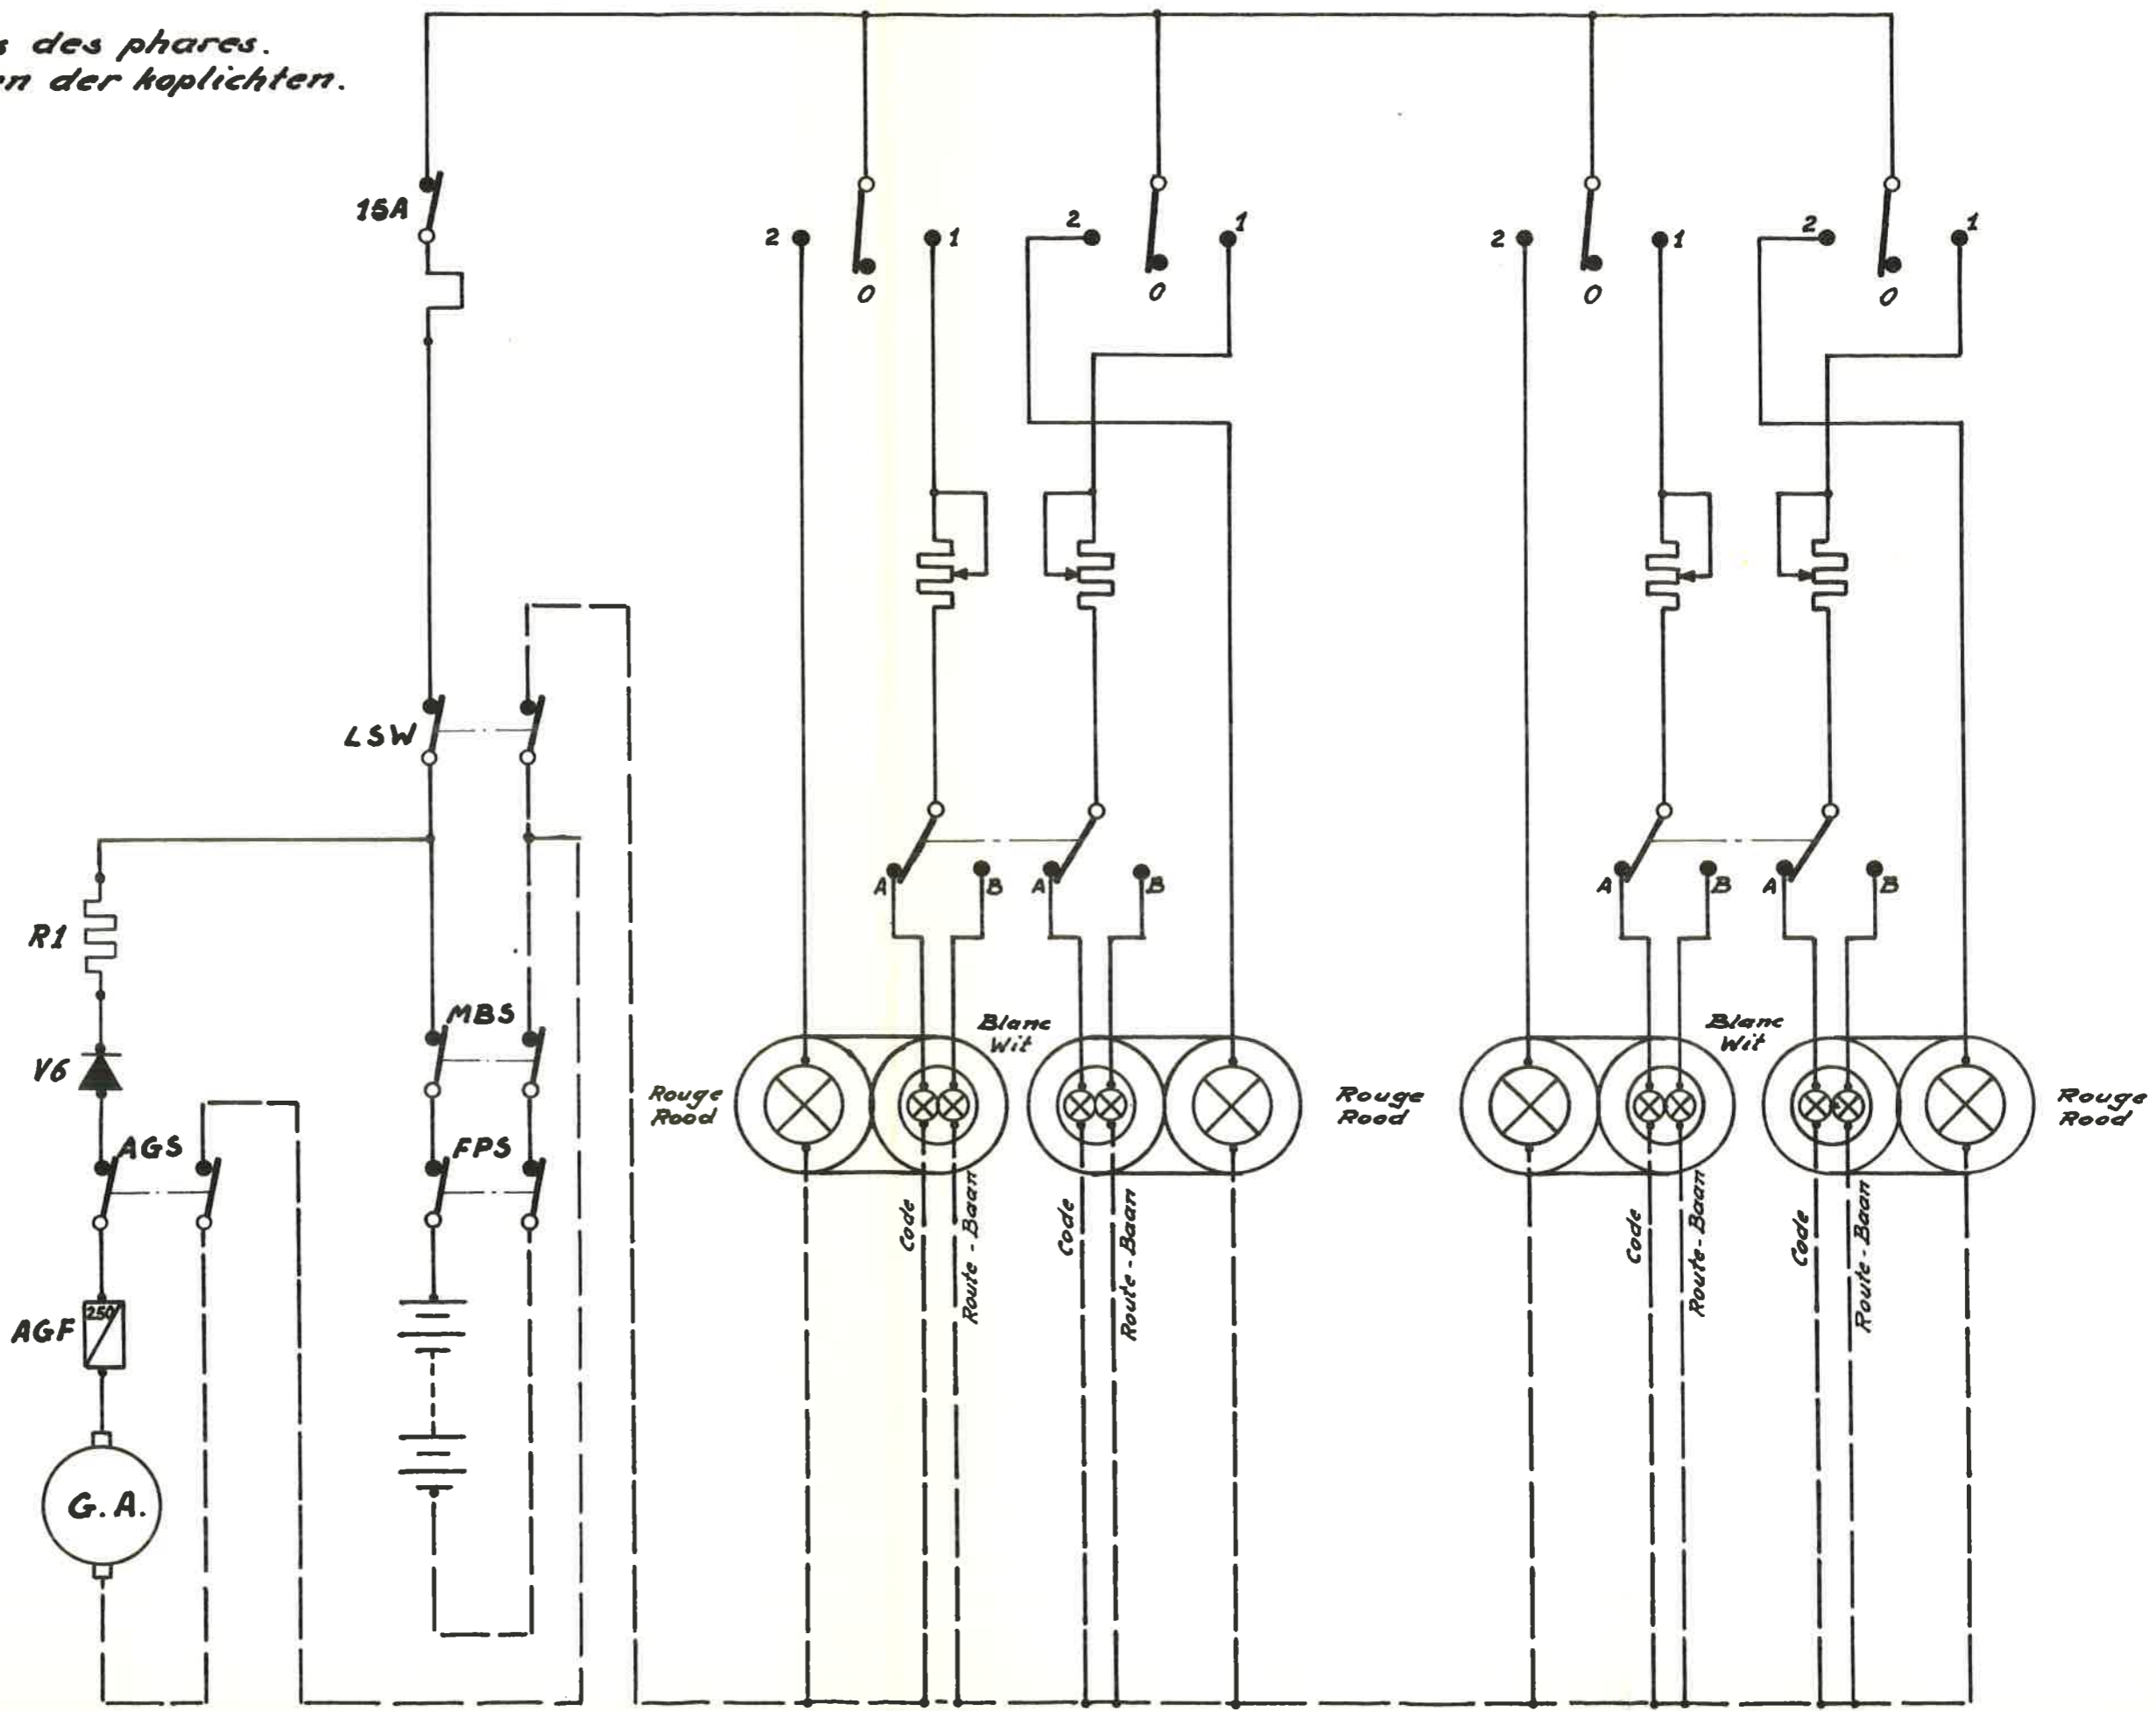 des phares.
der koplichten.
15A
2
1
0
2
1
0
2
1
0
2
1
0
LSW
A
B
A
B
A
B
A
B
R1
MBS
V6
Blanc
Wit
Blanc
Wit
Rouge
Rood
Rouge
Rood
Rouge
Rood
AGS
FPS
Code
Route - Baan
Code
Route - Baan
Code
Route - Baan
Code
Route - Baan
AGF
250
G.A.